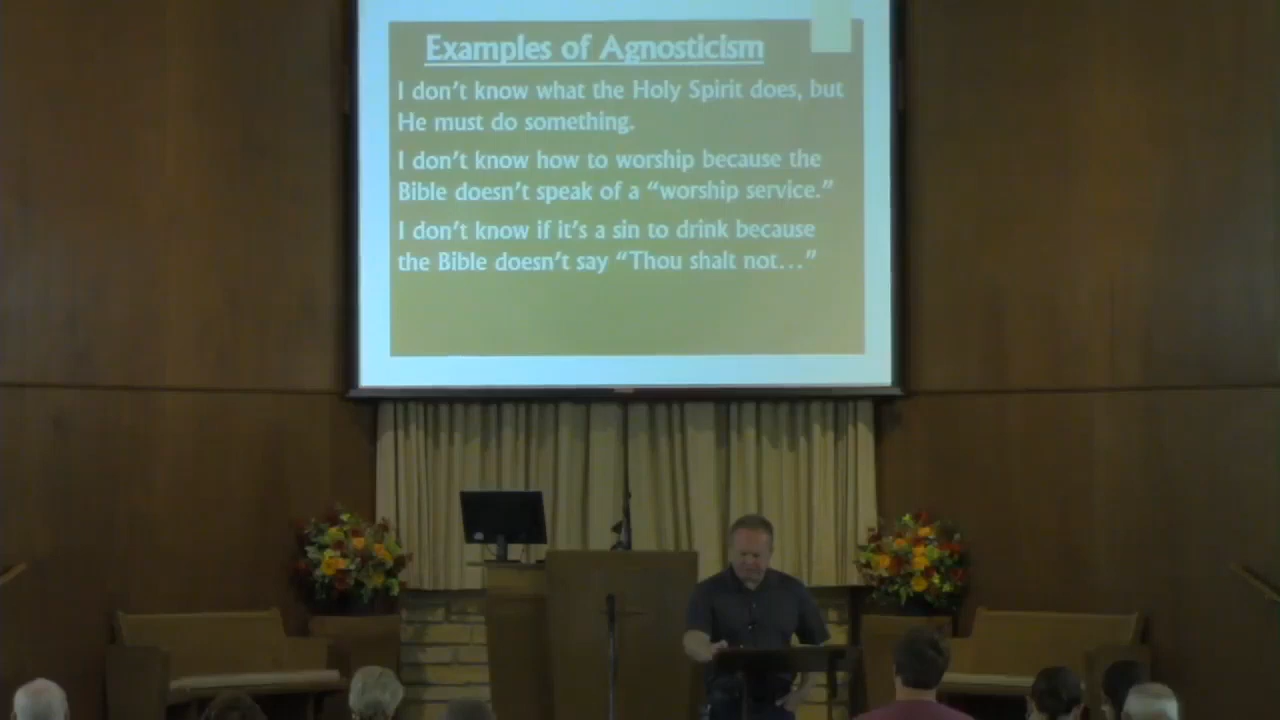 Examples of Agnosticism
I don't know what the Holy Spirit does, but
He must do something.
I don't know how to worship because the
Bible doesn't speak of a “worship service.”
I don't know if it's a sin to drink because
the Bible doesn't say “Thou shalt not...”